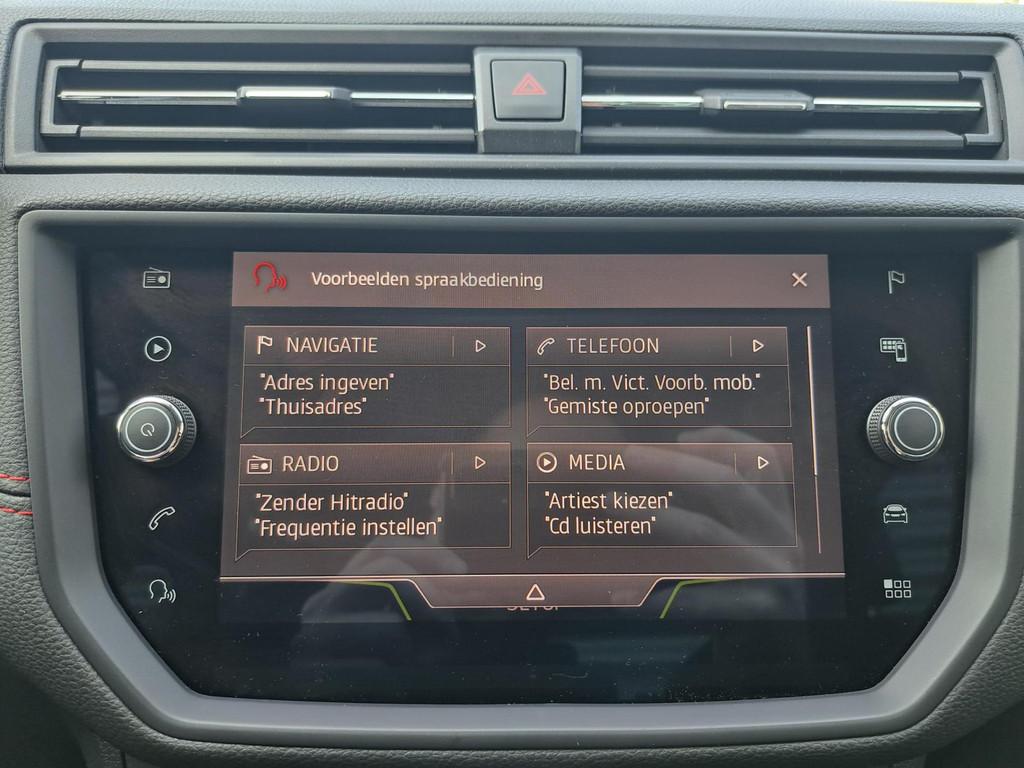 Voorbeelden spraakbediening
NAVIGATIE
"Adres ingeven"
"Thuisadres"
TELEFOON
"Bel. m. Vict. Voorb. mob."
"Gemiste oproepen"
RADIO
"Zender Hitradio"
"Frequentie instellen"
MEDIA
"Artiest kiezen"
"Cd luisteren"
SETUP